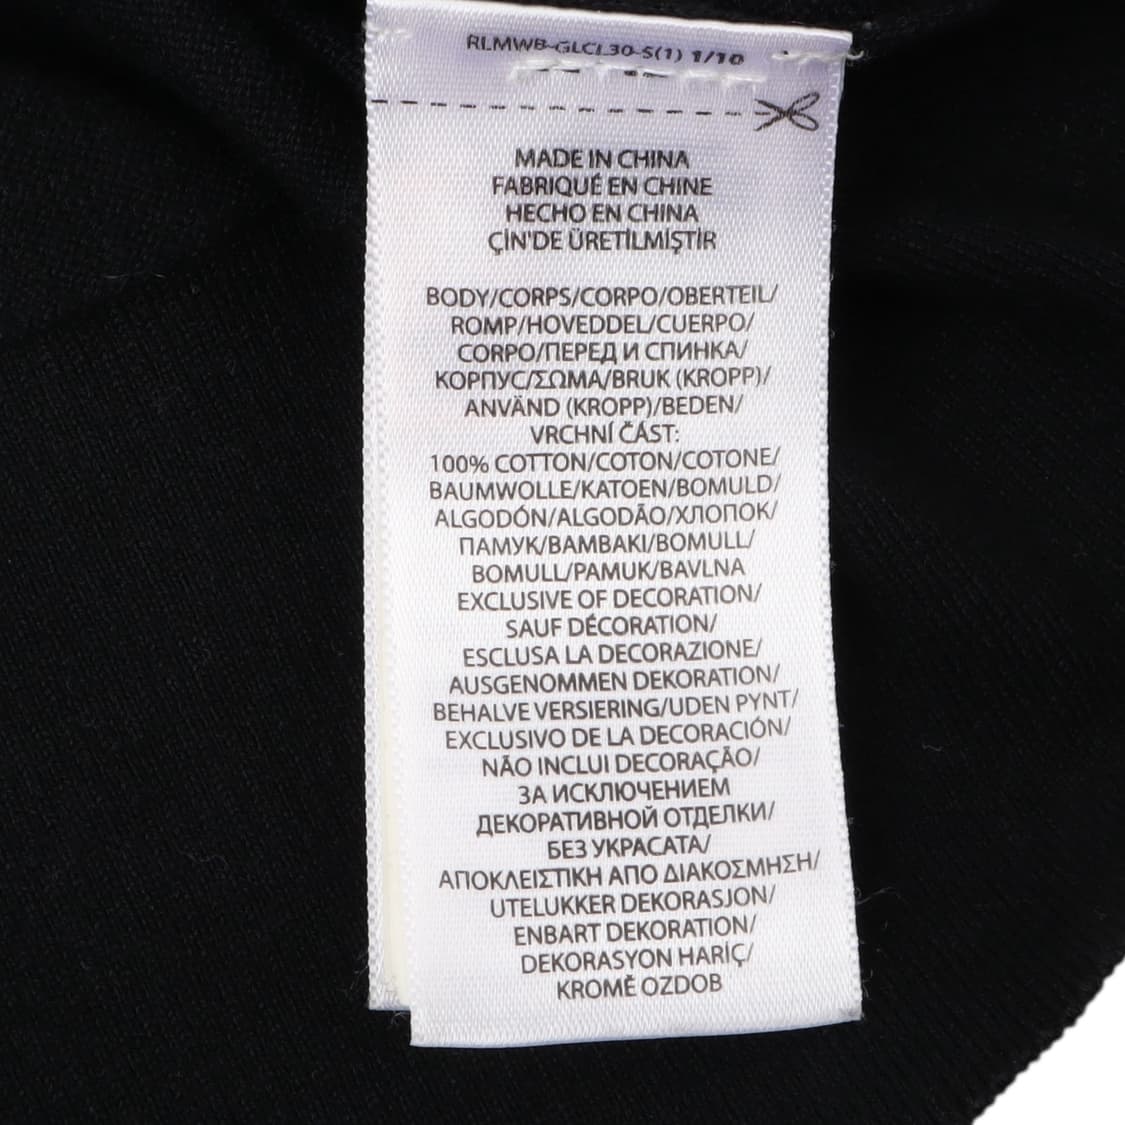 RLMWB-GLCL30-S(1) 1/10
MADE IN CHINA
FABRIQUÉ EN CHINE
HECHO EN CHINA
ÇİN'DE ÜRETİLMİŞTİR
BODY/CORPS/CORPO/OBERTEIL/
ROMP/HOVEDDEL/CUERPO/
CORPO/ПЕРЕД И СПИНКА/
КОРПУС/ΣΩΜΑ/BRUK (KROPP)/
ANVÄND (KROPP)/BEDEN/
VRCHNÍ ČÁST:
100% COTTON/COTON/COTONE/
BAUMWOLLE/KATOEN/BOMULD/
ALGODÓN/ALGODÃO/ХЛОПОК/
ПАМУК/BAMBAKI/BOMULL/
BOMULL/PAMUK/BAVLNA
EXCLUSIVE OF DECORATION/
SAUF DÉCORATION/
ESCLUSA LA DECORAZIONE/
AUSGENOMMEN DEKORATION/
BEHALVE VERSIERING/UDEN PYNT/
EXCLUSIVO DE LA DECORACIÓN/
NÃO INCLUI DECORAÇÃO/
ЗА ИСКЛЮЧЕНИЕМ
ДЕКОРАТИВНОЙ ОТДЕЛКИ/
БЕЗ УКРАСАТА/
ΑΠΟΚΛΕΙΣΤΙΚΗ ΑΠΟ ΔΙΑΚΟΣΜΗΣΗ/
UTELUKKER DEKORASJON/
ENBART DEKORATION/
DEKORASYON HARİÇ/
KROMĚ OZDOB